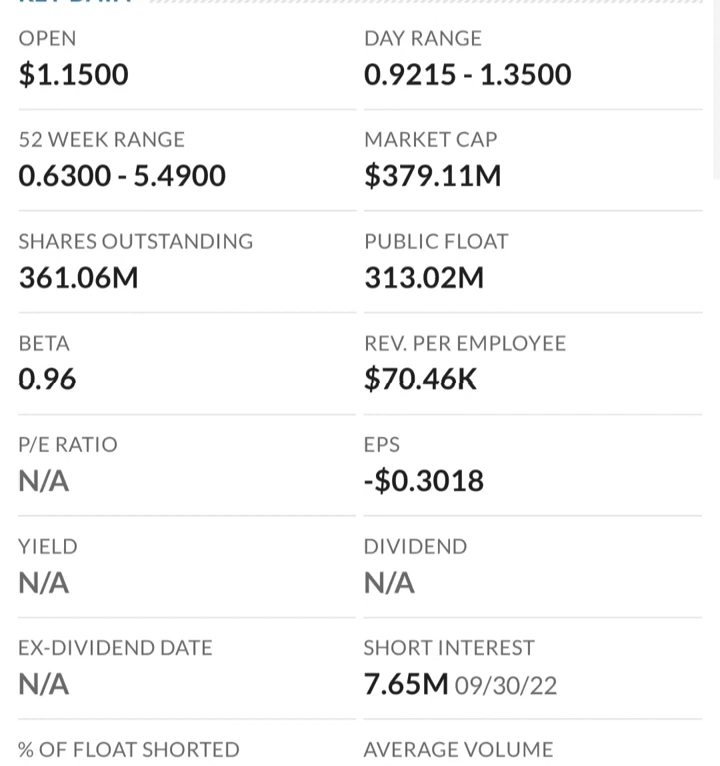 OPEN
$1.1500
DAY RANGE
0.9215 - 1.3500
52 WEEK RANGE
0.6300 - 5.4900
MARKET CAP
$379.11M
SHARES OUTSTANDING
361.06M
PUBLIC FLOAT
313.02M
BETA
0.96
REV. PER EMPLOYEE
$70.46K
P/E RATIO
N/A
EPS
-$0.3018
YIELD
N/A
DIVIDEND
N/A
EX-DIVIDEND DATE
N/A
SHORT INTEREST
7.65M 09/30/22
% OF FLOAT SHORTED
AVERAGE VOLUME